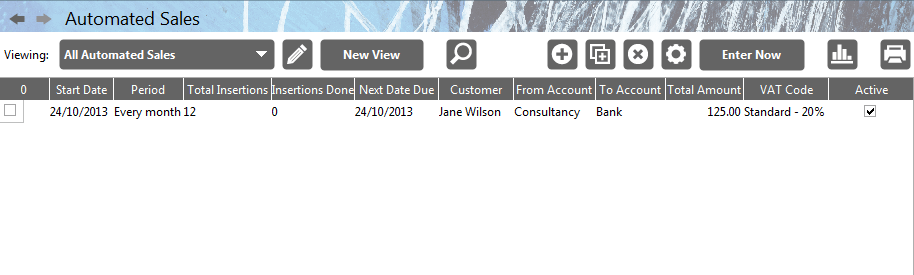 Automated Sales
Viewing: All Automated Sales New View Enter Now
0 Start Date Period Total Insertions Insertions Done Next Date Due Customer From Account To Account Total Amount VAT Code Active
24/10/2013 Every month 12 0 24/10/2013 Jane Wilson Consultancy Bank 125.00 Standard - 20%